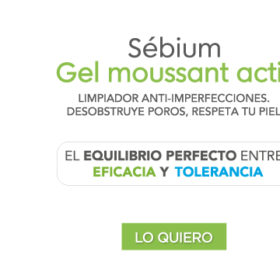 Sébium
Gel moussant acti
LIMPIADOR ANTI-IMPERFECCIONES.
DESOBSTRUYE POROS, RESPETA TU PIEL
EL EQUILIBRIO PERFECTO ENTRE
EFICACIA Y TOLERANCIA
LO QUIERO